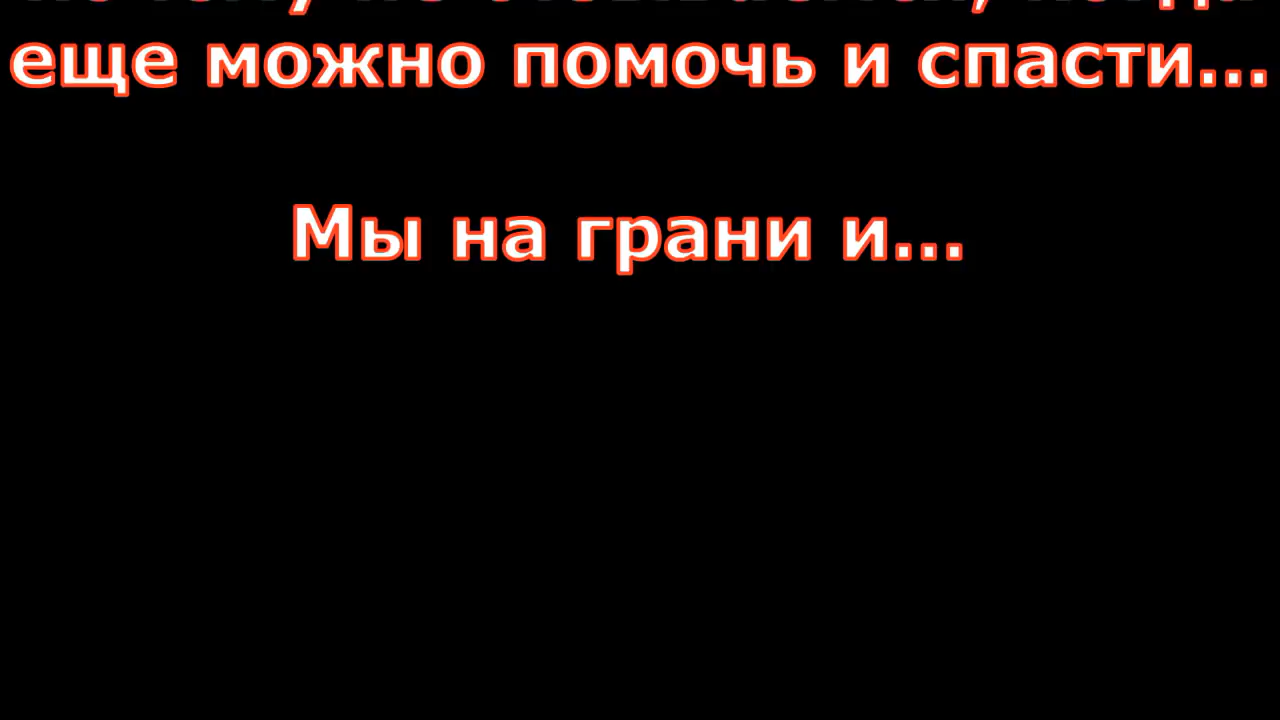 еще можно помочь и спасти...
Мы на грани и...